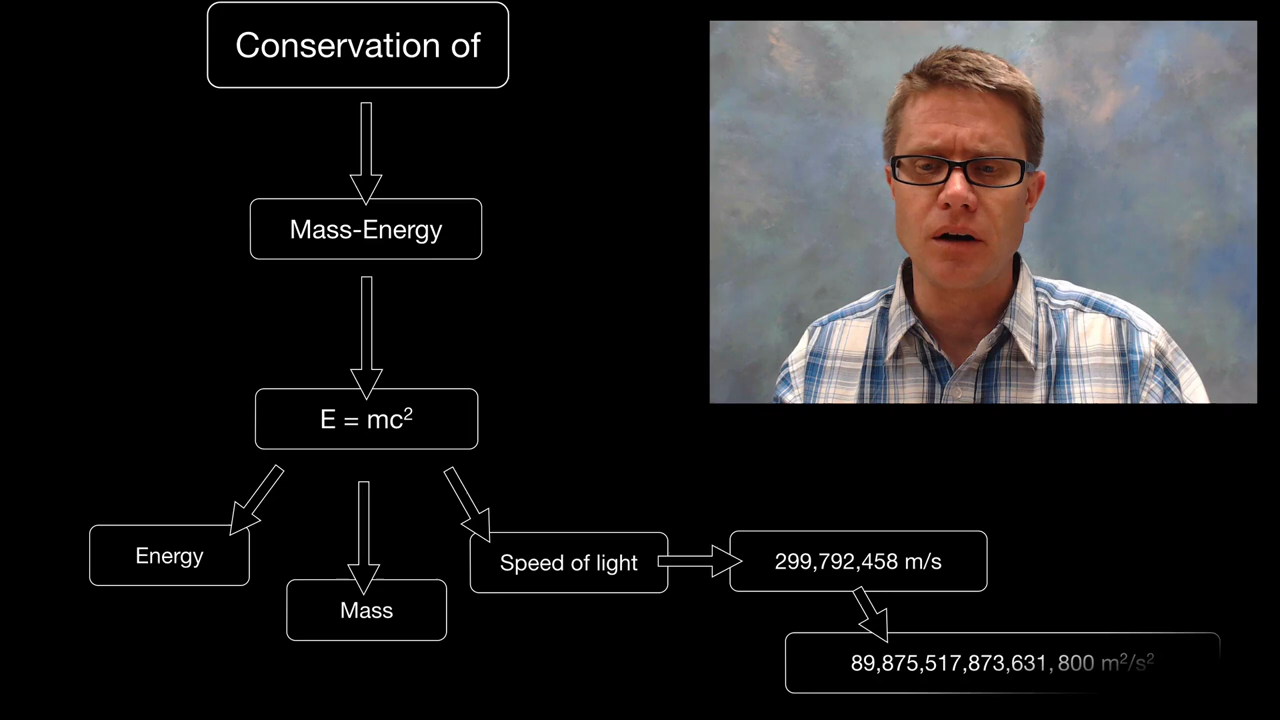 Conservation of
Mass-Energy
E = mc²
Energy
Mass
Speed of light
299,792,458 m/s
89,875,517,873,631,800 m²/s²